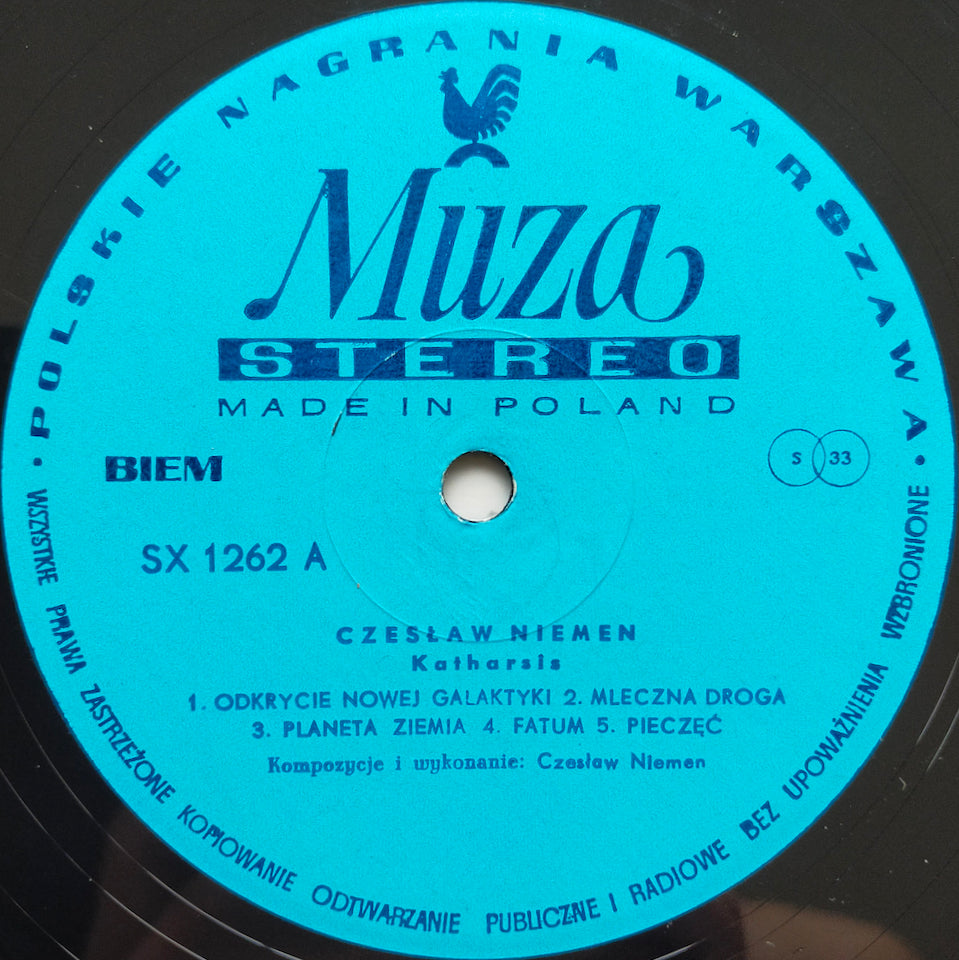 • POLSKIE NAGRANIA WARSZAWA •
Muza
STEREO
MADE IN POLAND
BIEM
S 33
SX 1262 A
CZESŁAW NIEMEN
Katharsis
1. ODKRYCIE NOWEJ GALAKTYKI 2. MLECZNA DROGA
3. PLANETA ZIEMIA 4. FATUM 5. PIECZĘĆ
Kompozycje i wykonanie: Czesław Niemen
WSZYSTKIE PRAWA ZASTRZEŻONE KOPIOWANIE ODTWARZANIE PUBLICZNE I RADIOWE BEZ UPOWAŻNIENIA WZBRONIONE